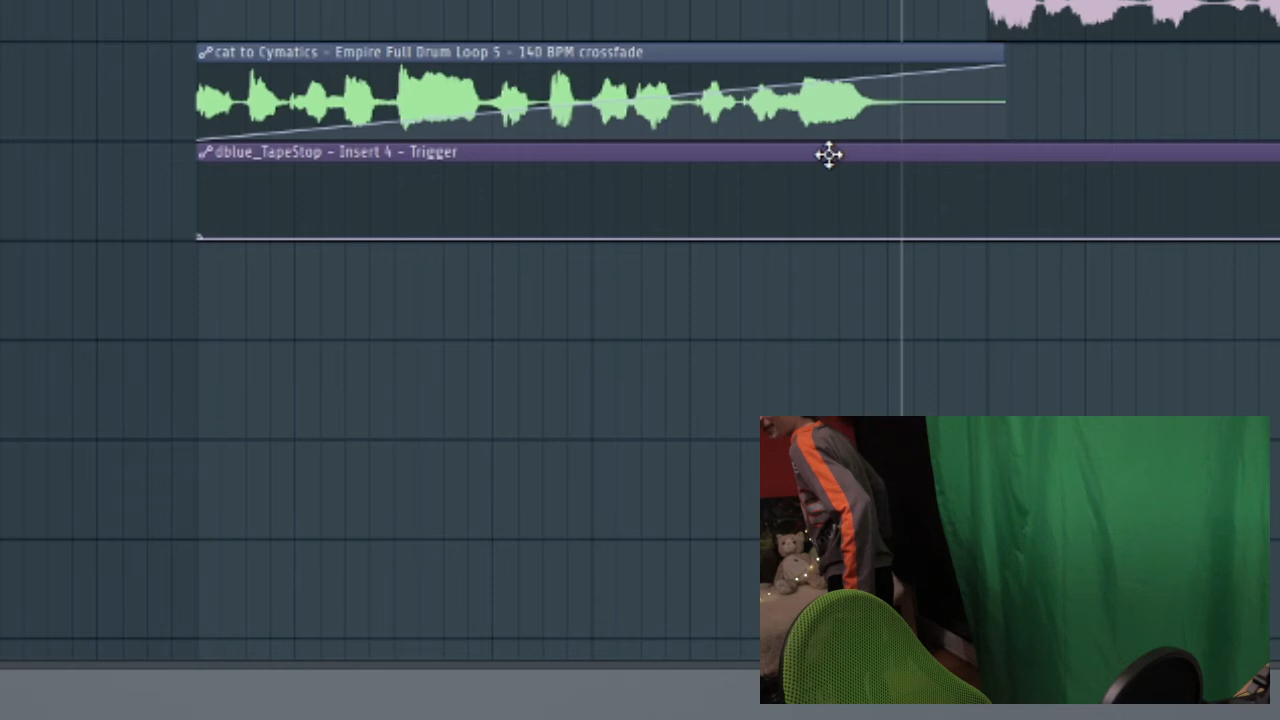 cat to Cymatics - Empire Full Drum Loop 5 - 140 BPM crossfade
dblue_TapeStop - Insert 4 - Trigger